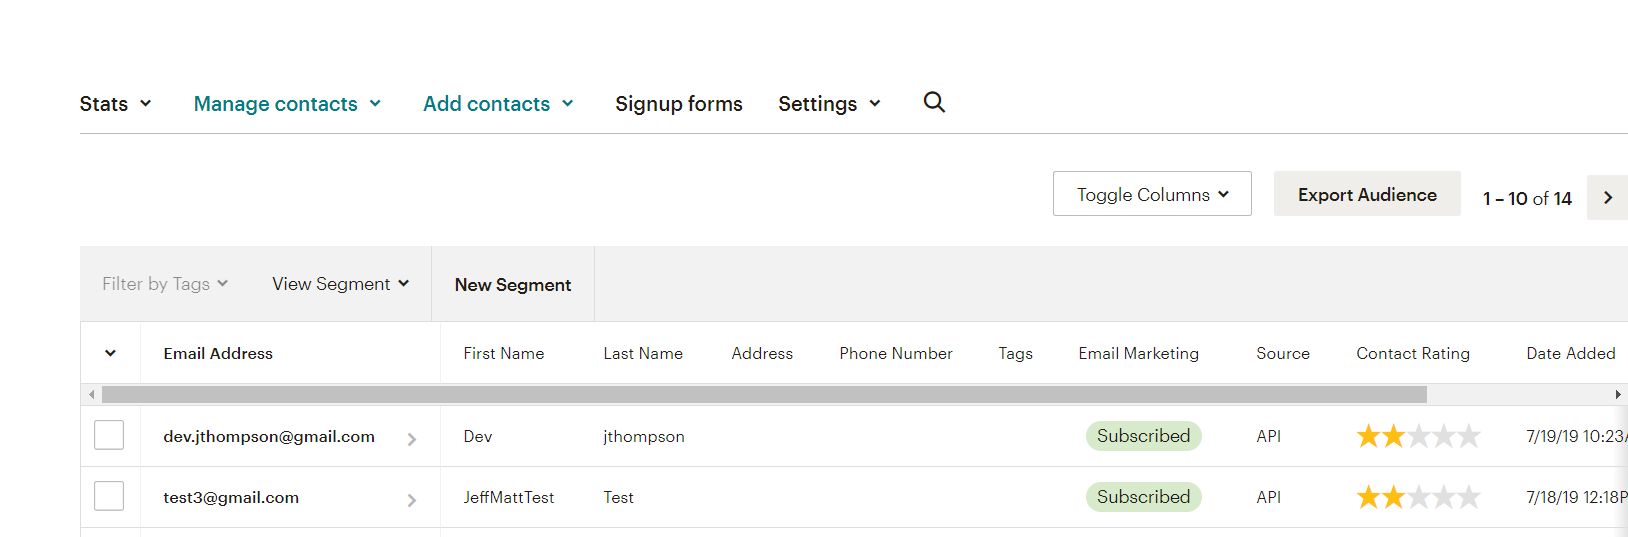 Stats Manage contacts Add contacts Signup forms Settings
Toggle Columns Export Audience 1 – 10 of 14
Filter by Tags View Segment New Segment
Email Address First Name Last Name Address Phone Number Tags Email Marketing Source Contact Rating Date Added
dev.jthompson@gmail.com Dev jthompson Subscribed API 7/19/19 10:23
test3@gmail.com JeffMattTest Test Subscribed API 7/18/19 12:18P